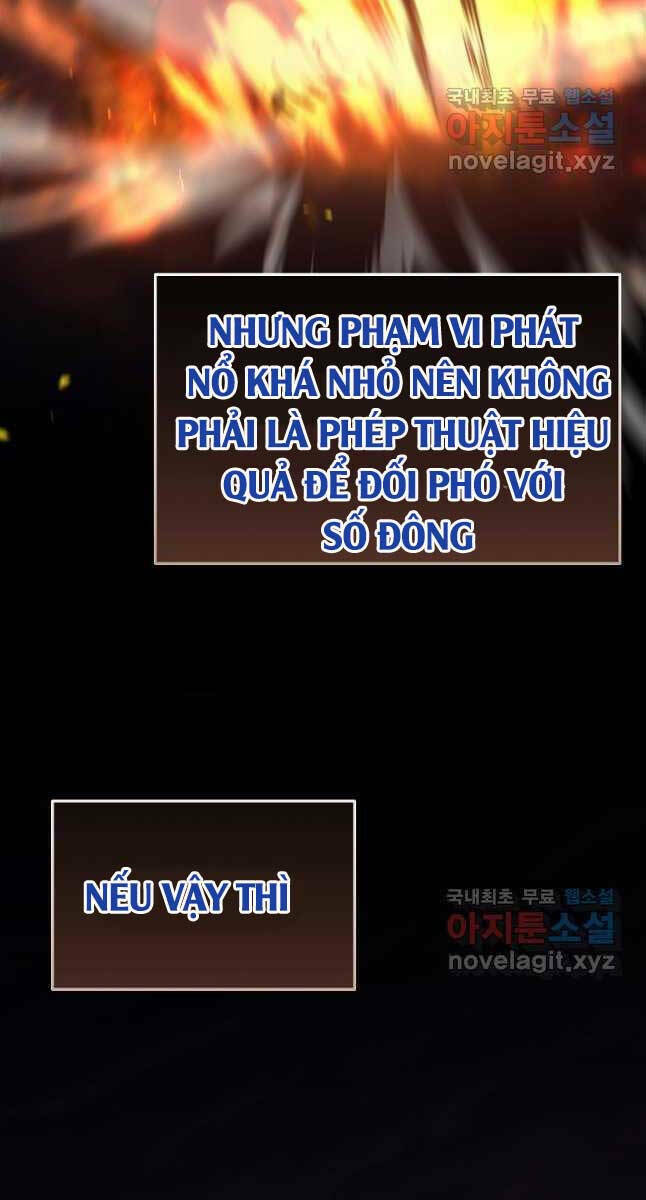 국내최초 무료 웹소설
아지툰소설
novelagit.xyz
NHƯNG PHẠM VI PHÁT
NỔ KHÁ NHỎ NÊN KHÔNG
PHẢI LÀ PHÉP THUẬT HIỆU
QUẢ ĐỂ ĐỐI PHÓ VỚI
SỐ ĐÔNG
NẾU VẬY THÌ
국내최초 무료 웹소설
아지툰소설
novelagit.xyz